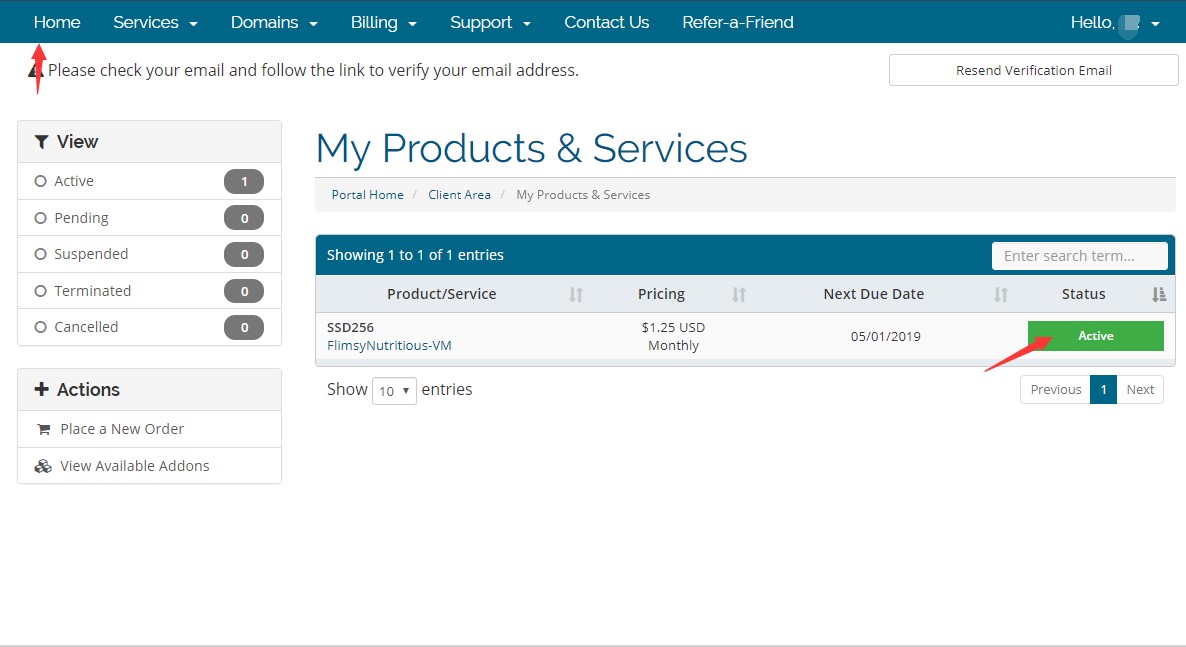 Home Services Domains Billing Support Contact Us Refer-a-Friend Hello,
Please check your email and follow the link to verify your email address. Resend Verification Email
View
Active 1
Pending 0
Suspended 0
Terminated 0
Cancelled 0
Actions
Place a New Order
View Available Addons
My Products & Services
Portal Home / Client Area / My Products & Services
Showing 1 to 1 of 1 entries Enter search term...
Product/Service Pricing Next Due Date Status
SSD256 $1.25 USD
FlimsyNutritious-VM Monthly 05/01/2019 Active
Show 10 entries Previous 1 Next